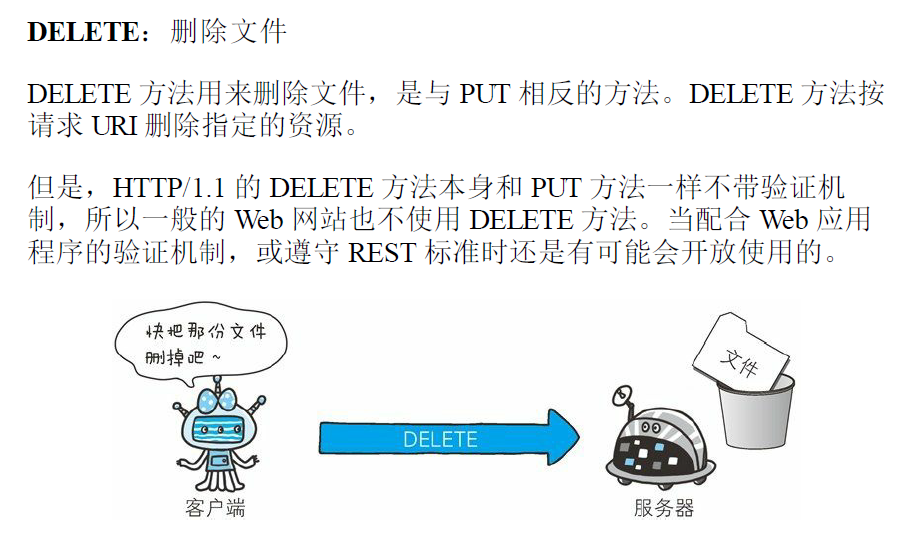 DELETE：删除文件
DELETE 方法用来删除文件，是与 PUT 相反的方法。DELETE 方法按
请求 URI 删除指定的资源。
但是，HTTP/1.1 的 DELETE 方法本身和 PUT 方法一样不带验证机
制，所以一般的 Web 网站也不使用 DELETE 方法。当配合 Web 应用
程序的验证机制，或遵守 REST 标准时还是有可能会开放使用的。
快把那份文件
删掉吧～
文件
DELETE
客户端
服务器